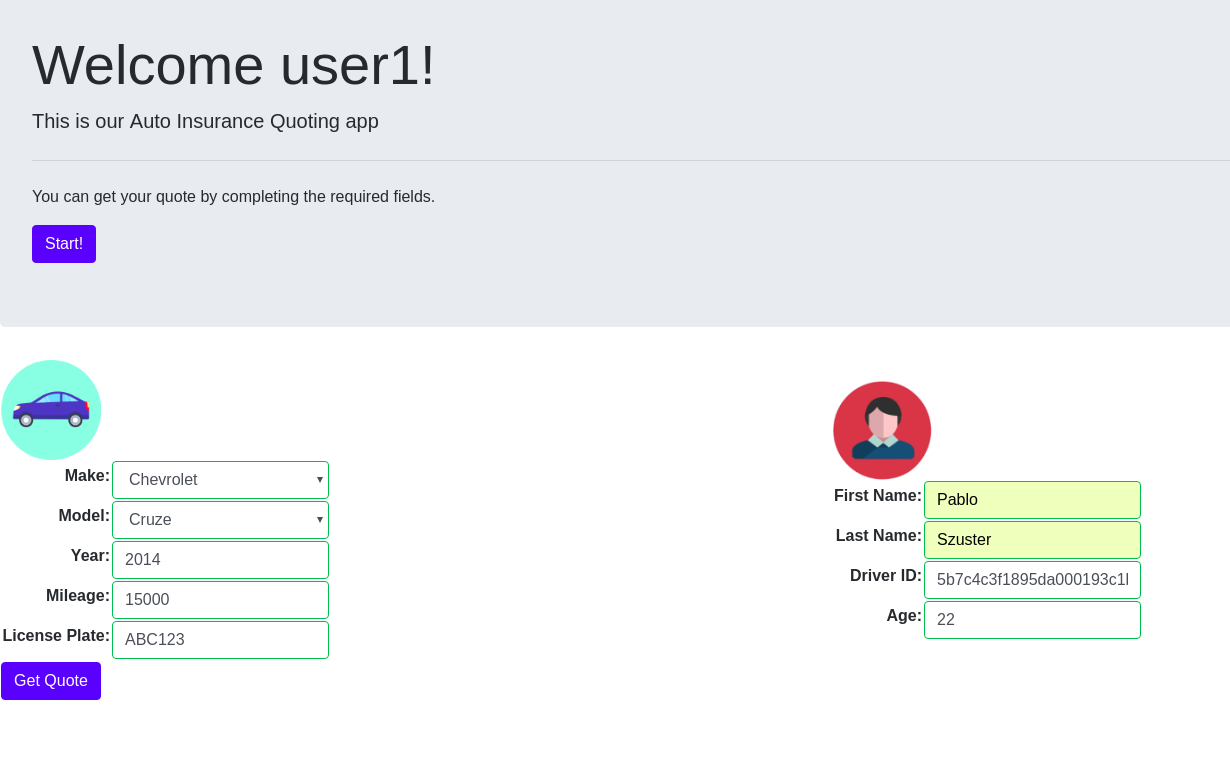 Welcome user1!
This is our Auto Insurance Quoting app
You can get your quote by completing the required fields.
Start!
Make: Chevrolet
Model: Cruze
Year: 2014
Mileage: 15000
License Plate: ABC123
Get Quote
First Name: Pablo
Last Name: Szuster
Driver ID: 5b7c4c3f1895da000193c1l
Age: 22